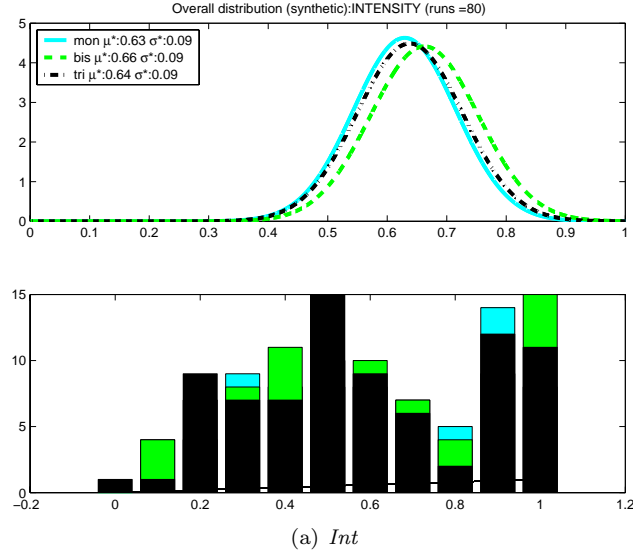 Overall distribution (synthetic):INTENSITY (runs =80)
5
4
3
2
1
0
mon μ*:0.63 σ*:0.09
bis μ*:0.66 σ*:0.09
tri μ*:0.64 σ*:0.09
0 0.1 0.2 0.3 0.4 0.5 0.6 0.7 0.8 0.9 1
15
10
5
0
−0.2 0 0.2 0.4 0.6 0.8 1 1.2
(a) Int